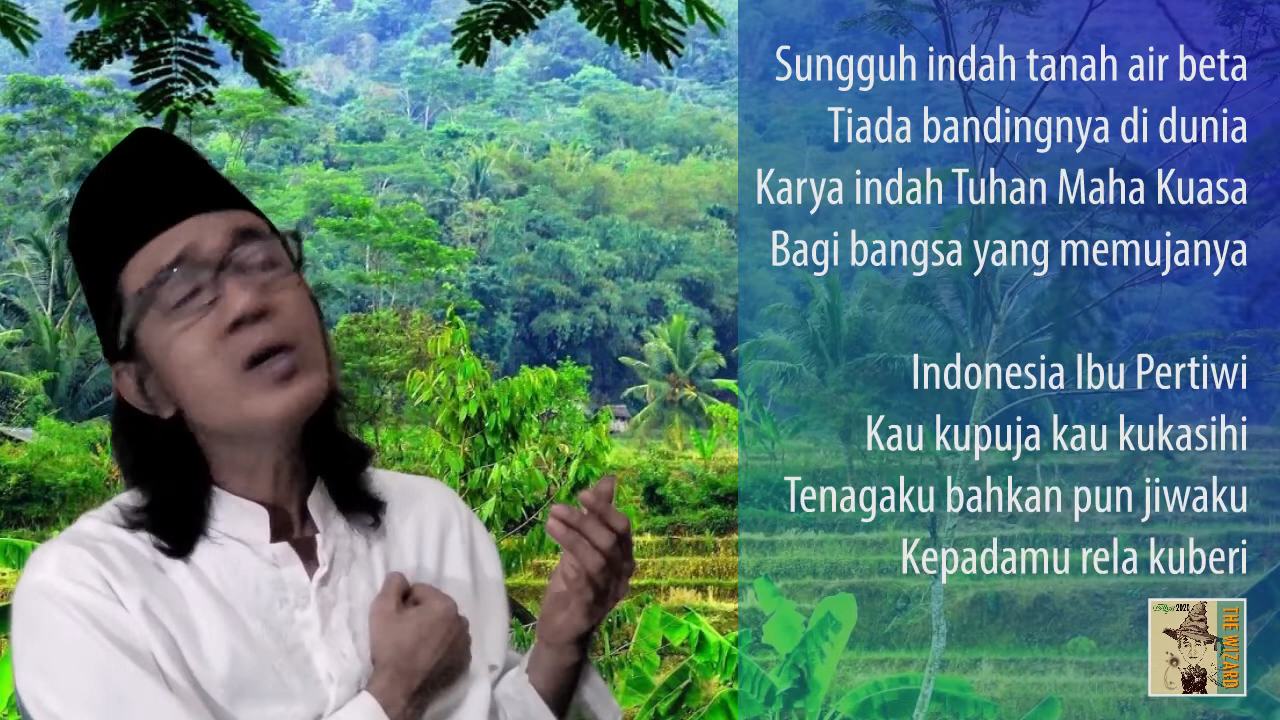 Sungguh indah tanah air beta
Tiada bandingnya di dunia
Karya indah Tuhan Maha Kuasa
Bagi bangsa yang memujanya
Indonesia Ibu Pertiwi
Kau kupuja kau kukasihi
Tenagaku bahkan pun jiwaku
Kepadamu rela kuberi
THE WIZARD